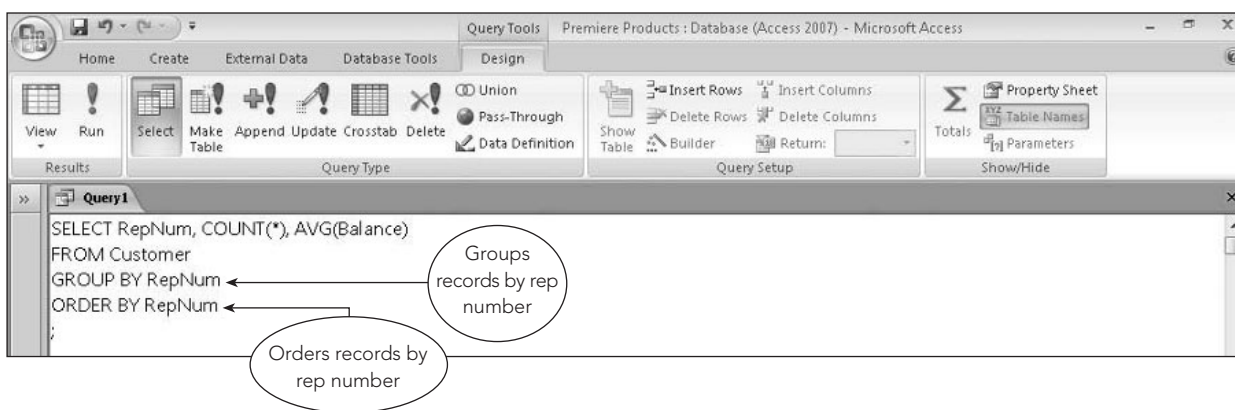 Query Tools
Premiere Products : Database (Access 2007) - Microsoft Access
Home Create External Data Database Tools Design
View
Run
Results
Select
Make Table
Append
Update
Crosstab
Delete
Union
Pass-Through
Data Definition
Query Type
Show Table
Insert Rows
Delete Rows
Builder
Insert Columns
Delete Columns
Return:
Query Setup
Totals
Property Sheet
XYZ
Table Names
Parameters
Show/Hide
Query1
SELECT RepNum, COUNT(*), AVG(Balance)
FROM Customer
GROUP BY RepNum
ORDER BY RepNum
;
Groups
records by rep
number
Orders records by
rep number